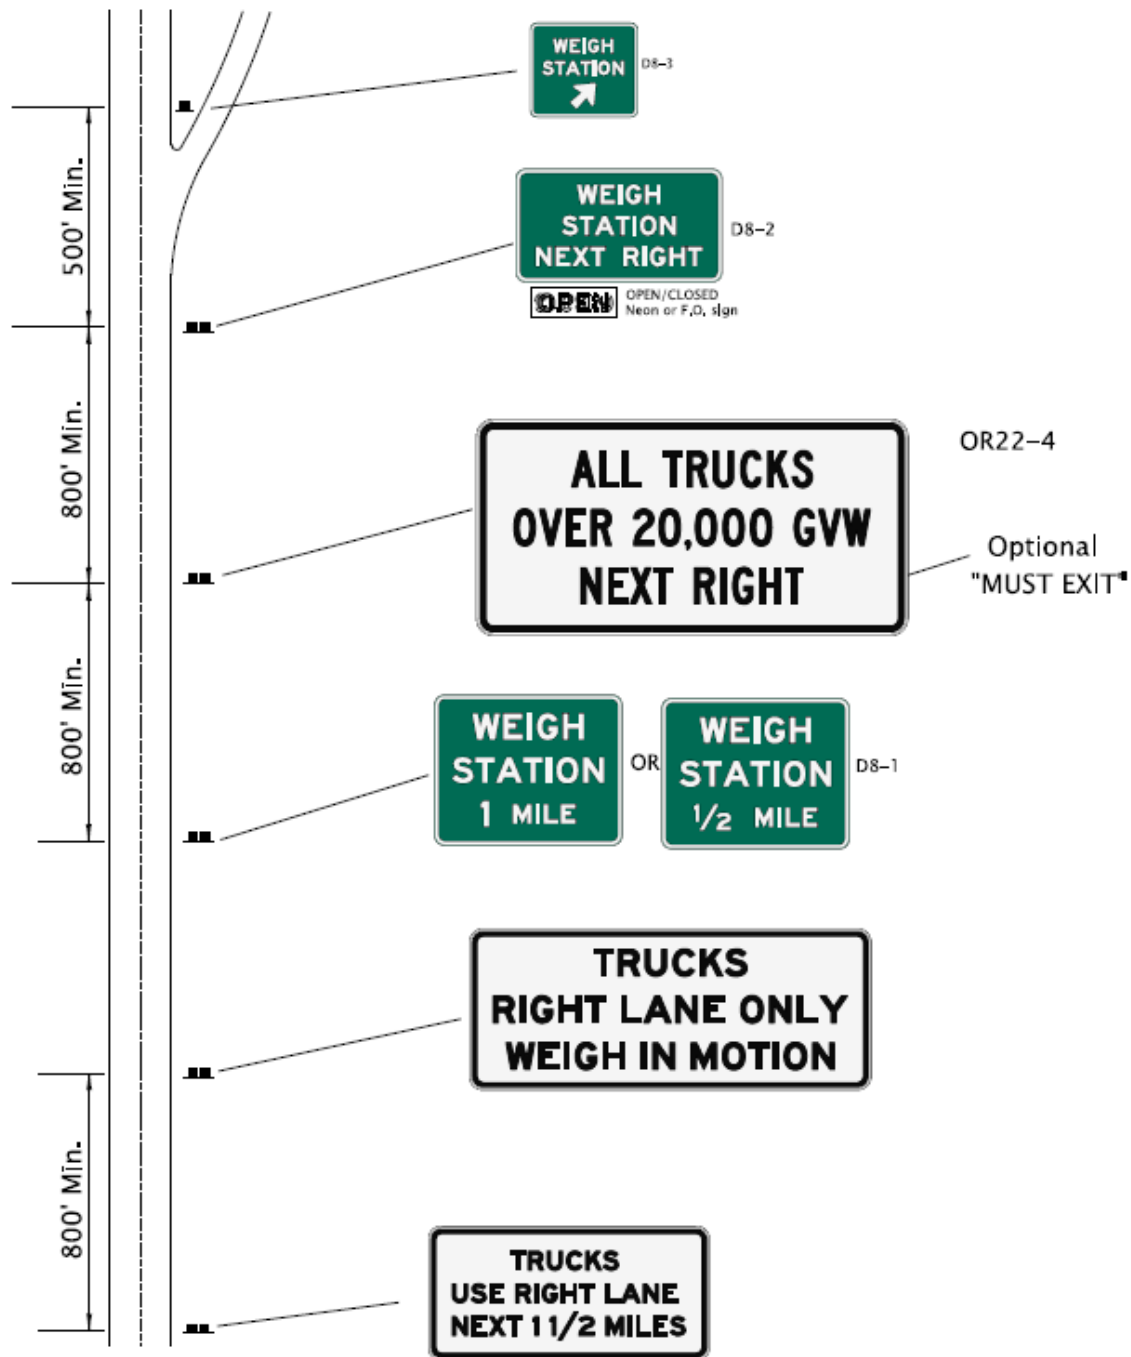 WEIGH
STATION
D8-3
500' Min.
WEIGH
STATION
NEXT RIGHT
D8-2
OPEN
OPEN/CLOSED
Neon or F.O. sign
800' Min.
ALL TRUCKS
OVER 20,000 GVW
NEXT RIGHT
OR22-4
Optional
"MUST EXIT"
800' Min.
WEIGH
STATION
1 MILE
OR
WEIGH
STATION
1/2 MILE
D8-1
TRUCKS
RIGHT LANE ONLY
WEIGH IN MOTION
800' Min.
TRUCKS
USE RIGHT LANE
NEXT 1 1/2 MILES